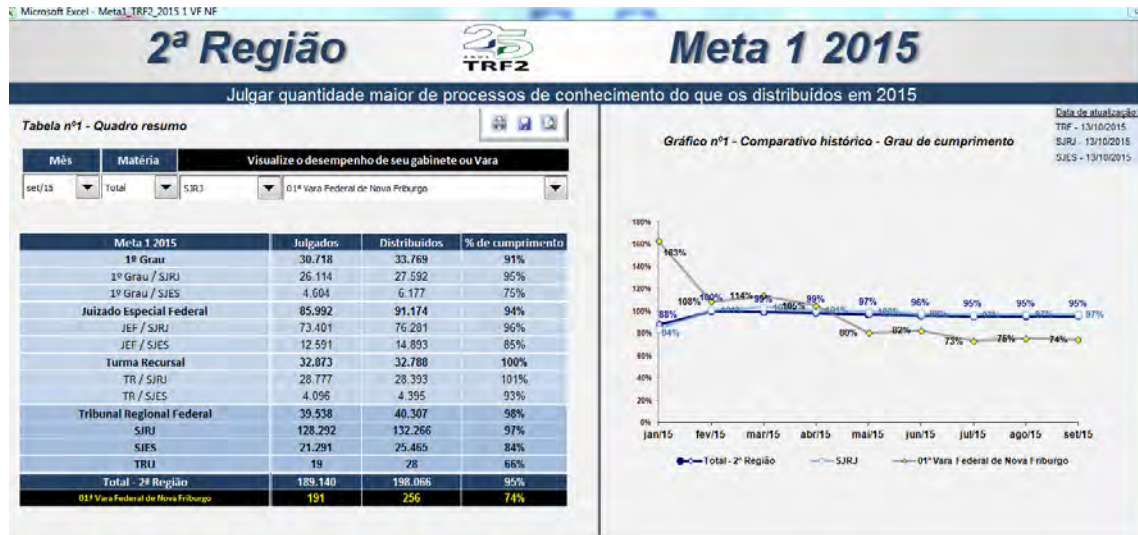 Microsoft Excel - Meta1_TRF2_2015 1 VF NF
2ª Região
25
TRF2
Meta 1 2015
Julgar quantidade maior de processos de conhecimento do que os distribuídos em 2015
Tabela nº1 - Quadro resumo
Mês Matéria Visualize o desempenho de seu gabinete ou Vara
set/15 Total SJRJ 01ª Vara Federal de Nova Friburgo
Meta 1 2015 Julgados Distribuídos % de cumprimento
1º Grau 30.718 33.769 91%
1º Grau / SJRJ 26.114 27.592 95%
1º Grau / SJES 4.604 6.177 75%
Juizado Especial Federal 85.992 91.174 94%
JEF / SJRJ 73.401 76.281 96%
JEF / SJES 12.591 14.893 85%
Turma Recursal 32.873 32.788 100%
TR / SJRJ 28.777 28.393 101%
TR / SJES 4.096 4.395 93%
Tribunal Regional Federal 39.538 40.307 98%
SJRJ 128.292 132.266 97%
SJES 21.291 25.465 84%
TRU 19 28 66%
Total - 2ª Região 189.140 198.066 95%
01ª Vara Federal de Nova Friburgo 191 256 74%
Gráfico nº1 - Comparativo histórico - Grau de cumprimento
Data de atualização:
TRF - 13/10/2015
SJRJ - 13/10/2015
SJES - 13/10/2015
180%
160%
163%
140%
120%
108% 100% 114% 99% 105% 99% 97% 96% 95% 95% 95%
100%
88%
97%
80%
84%
80% 82% 73% 75% 74%
60%
40%
20%
0%
jan/15 fev/15 mar/15 abr/15 mai/15 jun/15 jul/15 ago/15 set/15
Total - 2ª Região SJRJ 01ª Vara Federal de Nova Friburgo